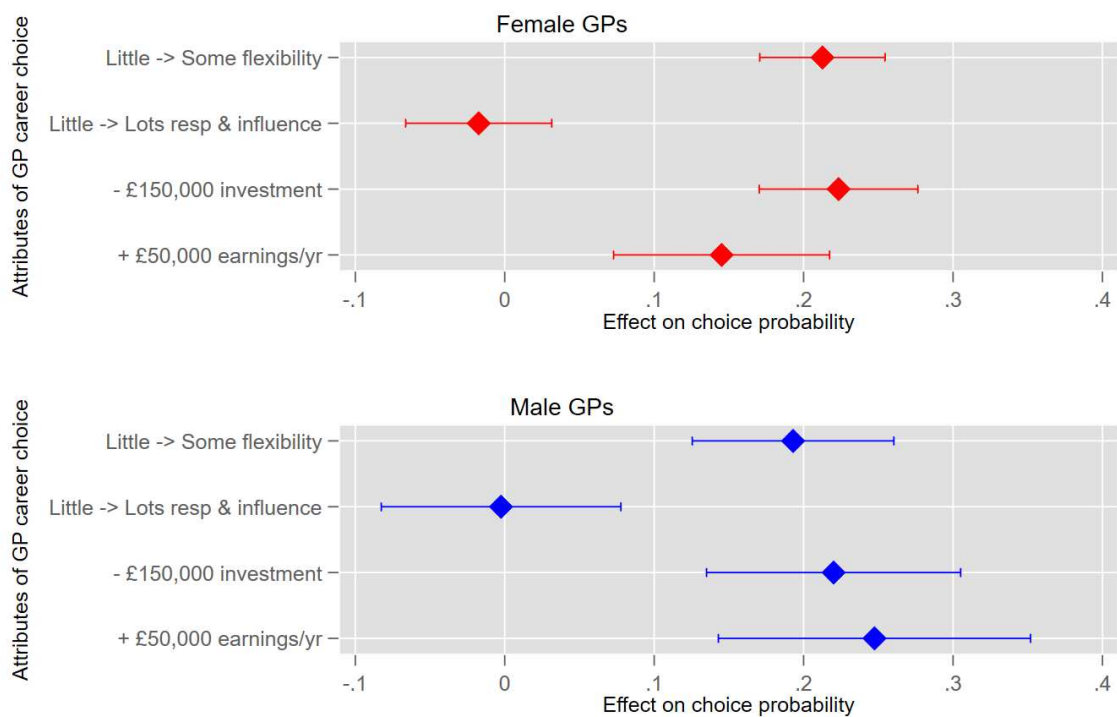 Female GPs
Attributes of GP career choice
Little -> Some flexibility
Little -> Lots resp & influence
- £150,000 investment
+ £50,000 earnings/yr
-.1 0 .1 .2 .3 .4
Effect on choice probability
Male GPs
Attributes of GP career choice
Little -> Some flexibility
Little -> Lots resp & influence
- £150,000 investment
+ £50,000 earnings/yr
-.1 0 .1 .2 .3 .4
Effect on choice probability